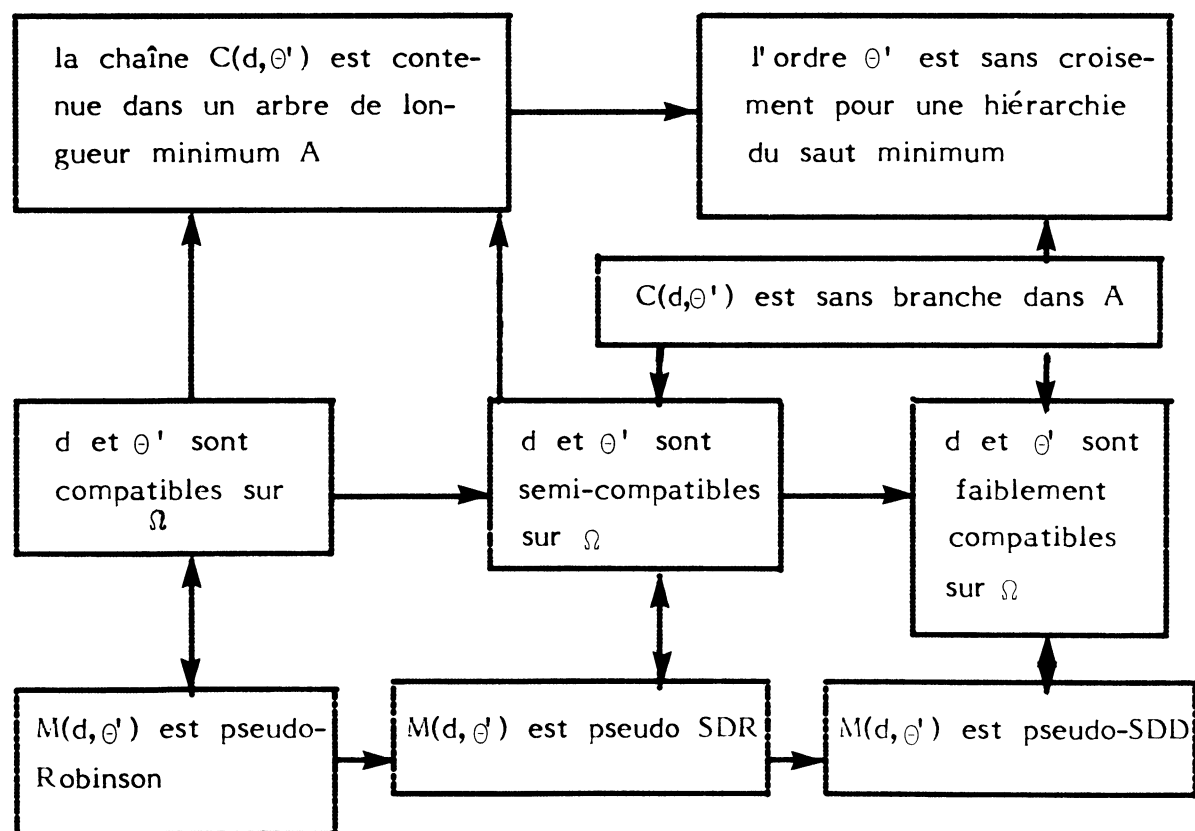 la chaîne C(d,Θ') est conte-
nue dans un arbre de lon-
gueur minimum A
l'ordre Θ' est sans croise-
ment pour une hiérarchie
du saut minimum
C(d,Θ') est sans branche dans A
d et Θ' sont
compatibles sur
Ω
d et Θ' sont
semi-compatibles
sur Ω
d et Θ' sont
faiblement
compatibles
sur Ω
M(d,Θ') est pseudo-
Robinson
M(d,Θ') est pseudo SDR
M(d,Θ') est pseudo-SDD